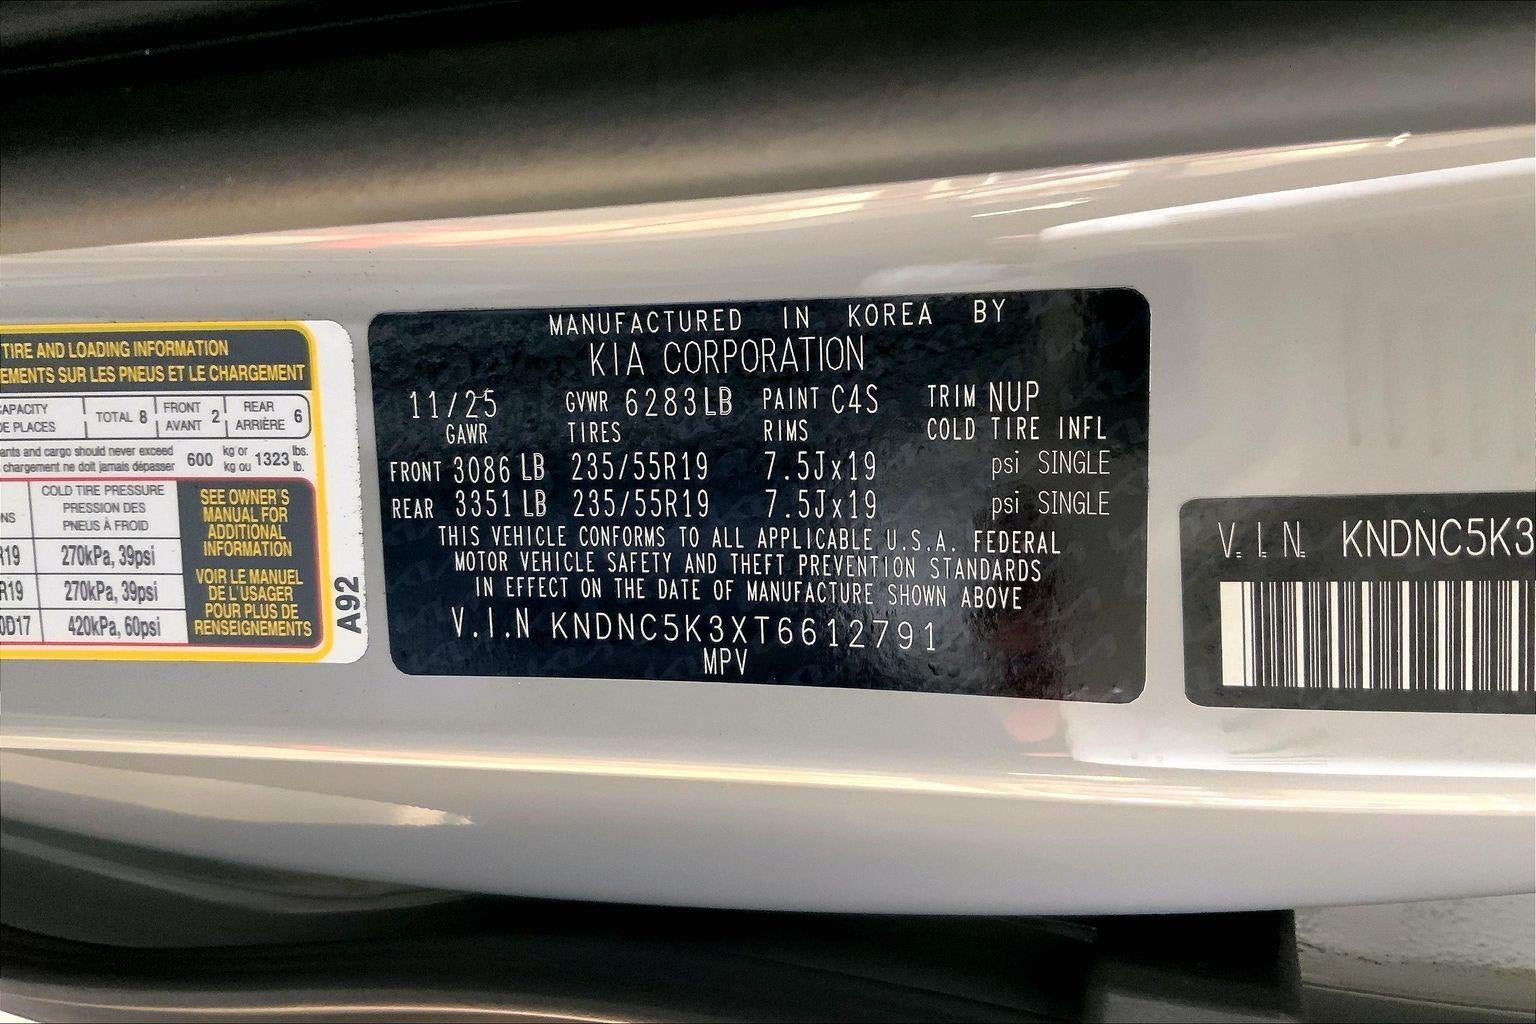 TIRE AND LOADING INFORMATION
SUR LES PNEUS ET LE CHARGEMENT
TOTAL 8 FRONT AVANT 2 REAR ARRIÈRE 6
DE PLACES
and cargo should never exceed
chargement ne doit jamais dépasser
600 kg or kg ou 1323 lbs. lb.
COLD TIRE PRESSURE
PRESSION DES
PNEUS À FROID
270kPa, 39psi
270kPa, 39psi
420kPa, 60psi
SEE OWNER'S
MANUAL FOR
ADDITIONAL
INFORMATION
VOIR LE MANUEL
DE L'USAGER
POUR PLUS DE
RENSEIGNEMENTS
A92
MANUFACTURED IN KOREA BY
KIA CORPORATION
11/25 GVWR 6283LB PAINT C4S TRIM NUP
GAWR TIRES RIMS COLD TIRE INFL
FRONT 3086 LB 235/55R19 7.5Jx19 psi SINGLE
REAR 3351 LB 235/55R19 7.5Jx19 psi SINGLE
THIS VEHICLE CONFORMS TO ALL APPLICABLE U.S.A. FEDERAL
MOTOR VEHICLE SAFETY AND THEFT PREVENTION STANDARDS
IN EFFECT ON THE DATE OF MANUFACTURE SHOWN ABOVE
V.I.N KNDNC5K3XT6612791
MPV
V.I.N. KNDNC5K3